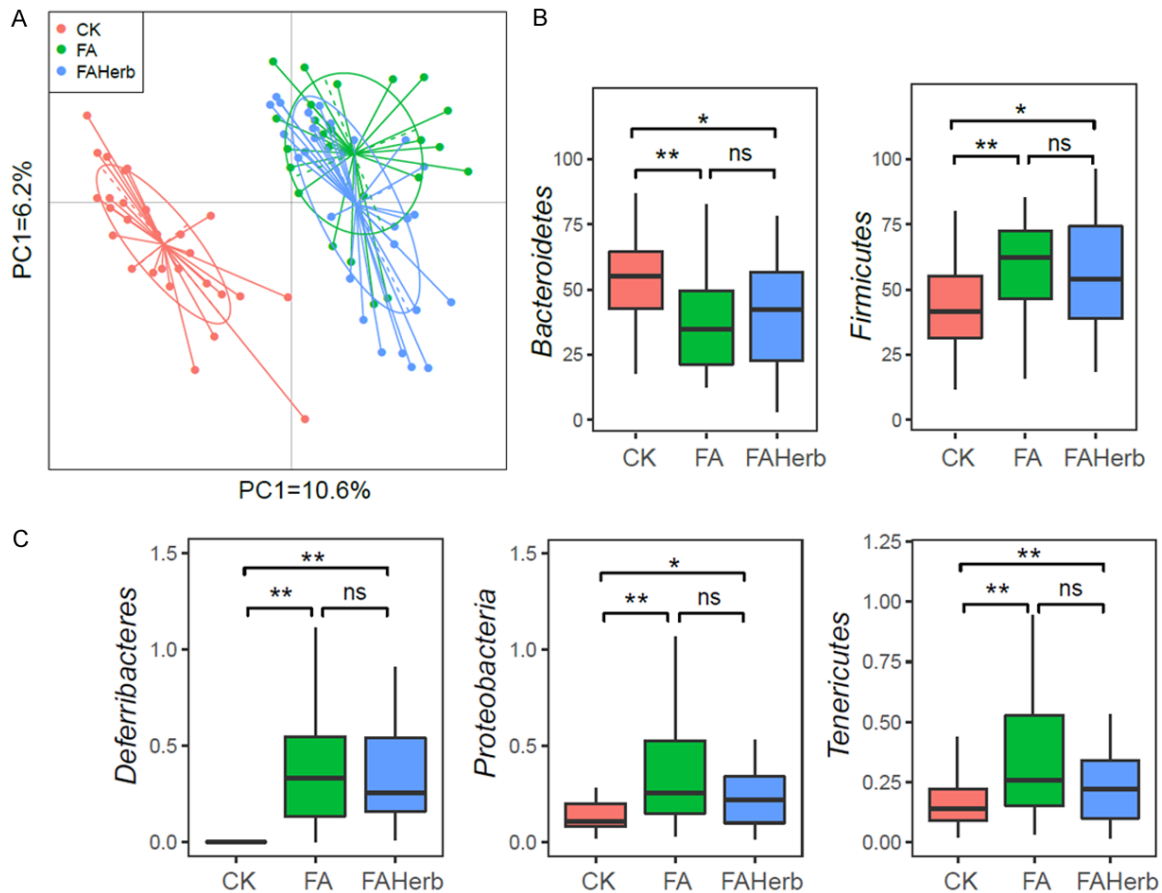 A
CK
FA
FAHerb
PC1=6.2%
PC1=10.6%
B
Bacteroidetes
100
75
50
25
0
*
**
ns
CK FA FAHerb
Firmicutes
100
75
50
25
0
*
**
ns
CK FA FAHerb
C
Deferribacteres
1.5
1.0
0.5
0.0
**
** ns
CK FA FAHerb
Proteobacteria
1.5
1.0
0.5
0.0
*
** ns
CK FA FAHerb
Tenericutes
1.25
1.00
0.75
0.50
0.25
0.00
**
** ns
CK FA FAHerb